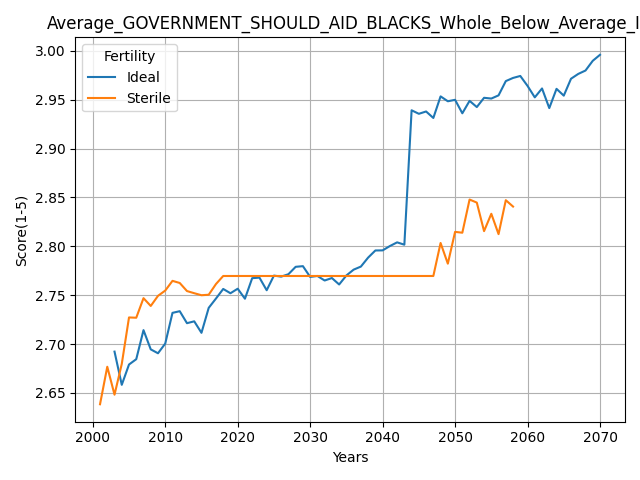 Average_GOVERNMENT_SHOULD_AID_BLACKS_Whole_Below_Average_I
Fertility
Ideal
Sterile
Score(1-5)
3.00
2.95
2.90
2.85
2.80
2.75
2.70
2.65
2000 2010 2020 2030 2040 2050 2060 2070
Years